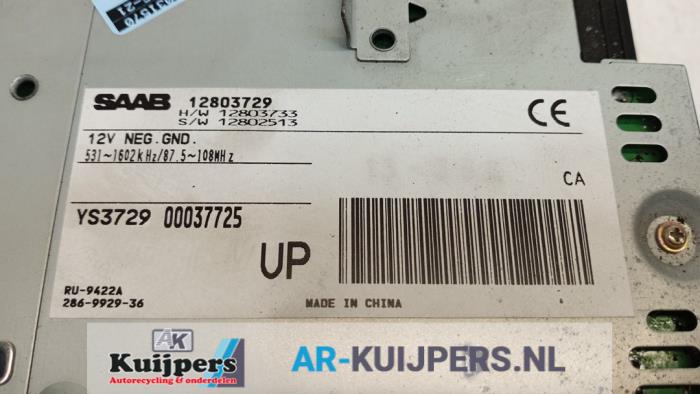 SAAB 12803729
H/W 12803733
S/W 12802513
12V NEG.GND.
531~1602kHz/87.5~108MHz
CE
CA
YS3729 00037725
UP
RU-9422A
286-9929-36
MADE IN CHINA
AK
Kuijpers
Autorecycling & onderdelen
AR-KUIJPERS.NL